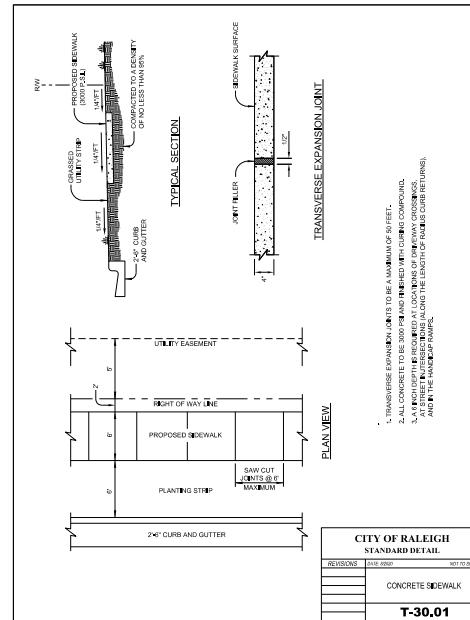 R/W
PROPOSED SIDEWALK
(3000 P.S.I.)
1/4"/FT
GRASSED
UTILITY STRIP
1/4"/FT
1/4"/FT
COMPACTED TO A DENSITY
OF NO LESS THAN 95%
2'-6" CURB
AND GUTTER
TYPICAL SECTION
SIDEWALK SURFACE
JOINT FILLER
1/2"
4"
TRANSVERSE EXPANSION JOINT
UTILITY EASEMENT
5'
2'
RIGHT OF WAY LINE
6'
PROPOSED SIDEWALK
SAW CUT
JOINTS @ 6'
MAXIMUM
6'
PLANTING STRIP
2'-6" CURB AND GUTTER
PLAN VIEW
1. TRANSVERSE EXPANSION JOINTS TO BE A MAXIMUM OF 50 FEET.
2. ALL CONCRETE TO BE 3000 PSI AND FINISHED WITH CURING COMPOUND.
3. A 6 INCH DEPTH IS REQUIRED AT LOCATIONS OF DRIVEWAY CROSSINGS,
AT STREET INTERSECTIONS (ALONG THE LENGTH OF RADIUS CURB RETURNS),
AND IN THE HANDICAP RAMPS.
CITY OF RALEIGH
STANDARD DETAIL
REVISIONS
DATE:
NOT TO
CONCRETE SIDEWALK
T-30.01